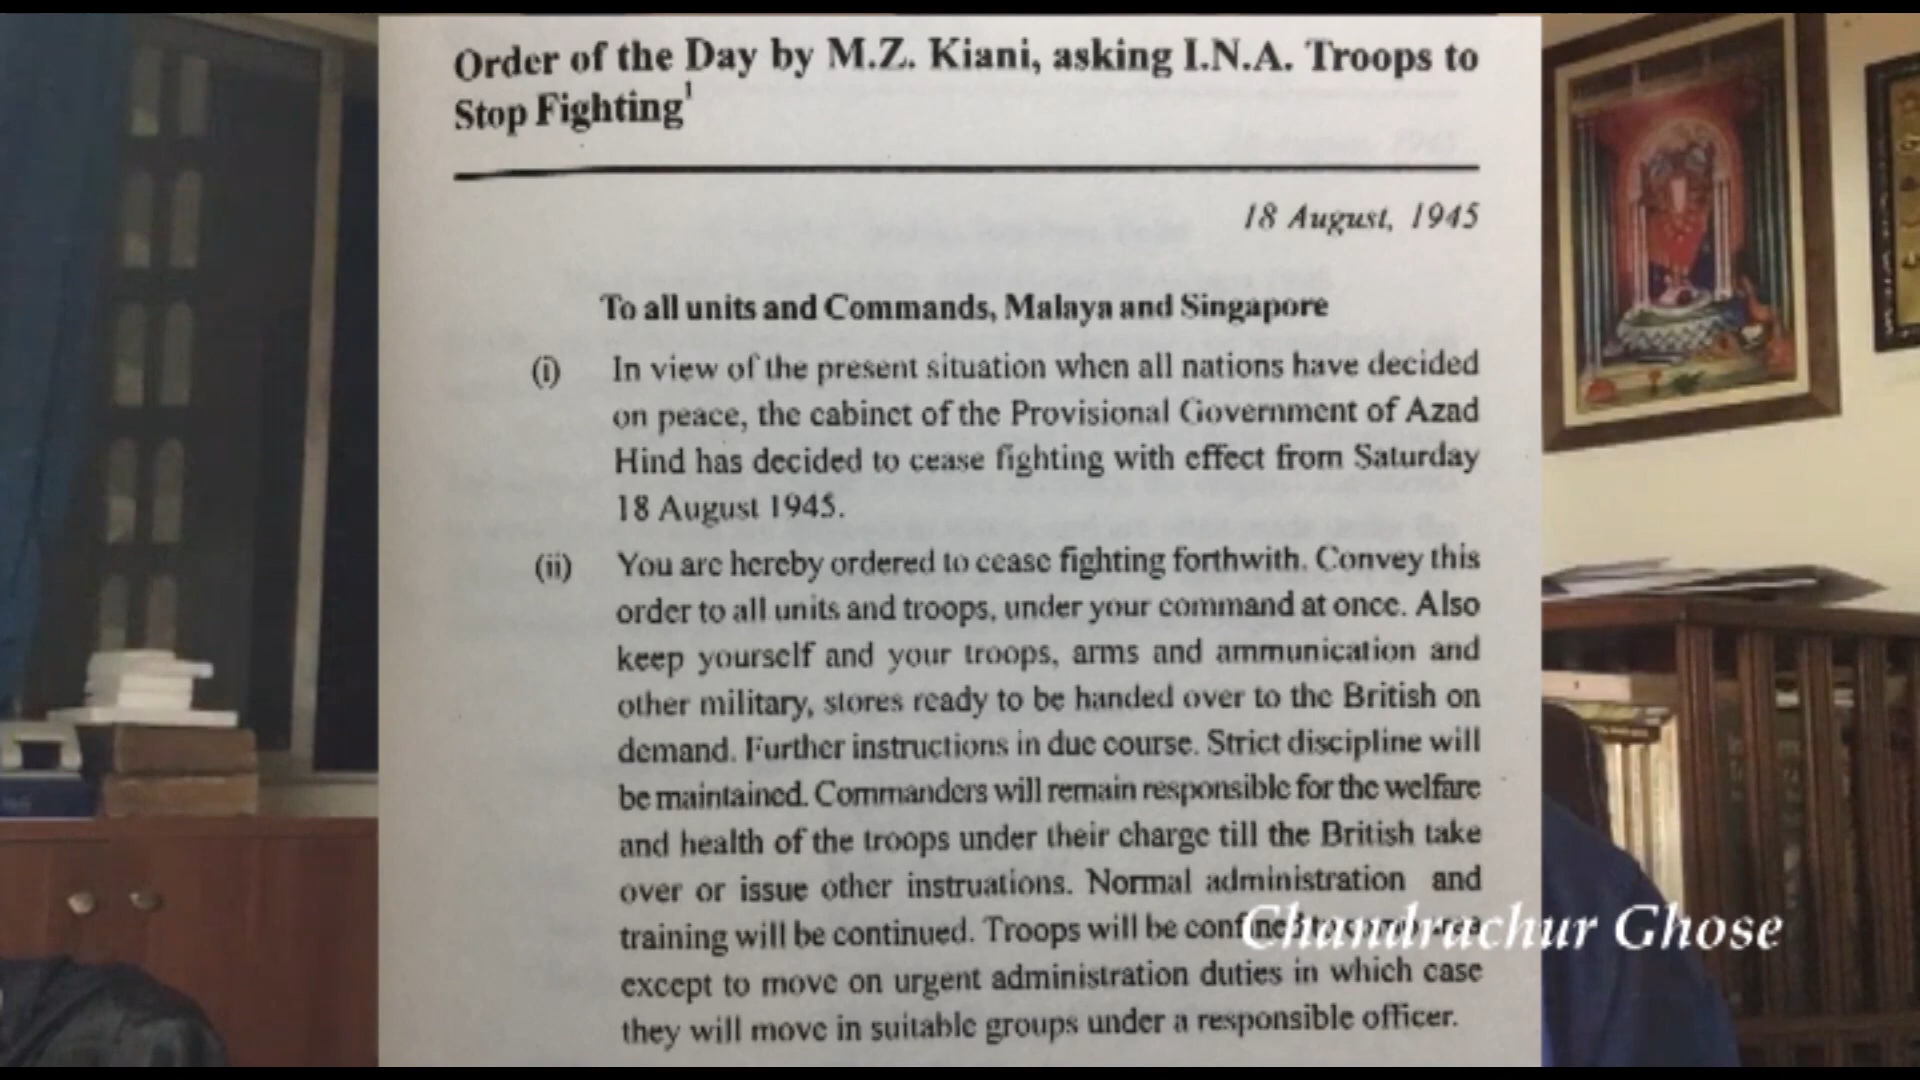 Order of the Day by M.Z. Kiani, asking I.N.A. Troops to
Stop Fighting¹
18 August, 1945
To all units and Commands, Malaya and Singapore
(i) In view of the present situation when all nations have decided
on peace, the cabinet of the Provisional Government of Azad
Hind has decided to cease fighting with effect from Saturday
18 August 1945.
(ii) You are hereby ordered to cease fighting forthwith. Convey this
order to all units and troops, under your command at once. Also
keep yourself and your troops, arms and ammunication and
other military, stores ready to be handed over to the British on
demand. Further instructions in due course. Strict discipline will
be maintained. Commanders will remain responsible for the welfare
and health of the troops under their charge till the British take
over or issue other instruations. Normal administration and
training will be continued. Troops will be confined to camp area
except to move on urgent administration duties in which case
they will move in suitable groups under a responsible officer.
Chandrachur Ghose